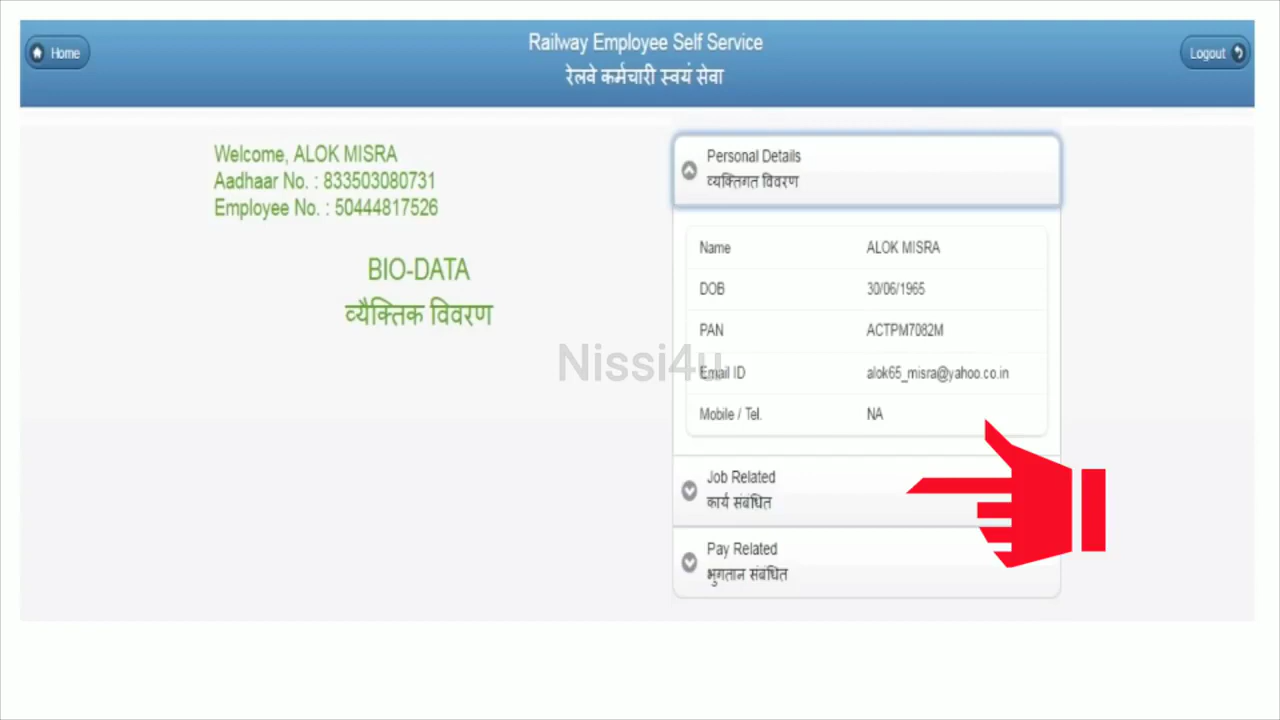 Home
Railway Employee Self Service
रेलवे कर्मचारी स्वयं सेवा
Logout
Welcome, ALOK MISRA
Aadhaar No. : 833503080731
Employee No. : 50444817526
BIO-DATA
व्यैक्तिक विवरण
Personal Details
व्यक्तिगत विवरण
Name ALOK MISRA
DOB 30/06/1965
PAN ACTPM7082M
Email ID alok65_misra@yahoo.co.in
Mobile / Tel. NA
Job Related
कार्य संबंधित
Pay Related
भुगतान संबंधित
Nissi4u